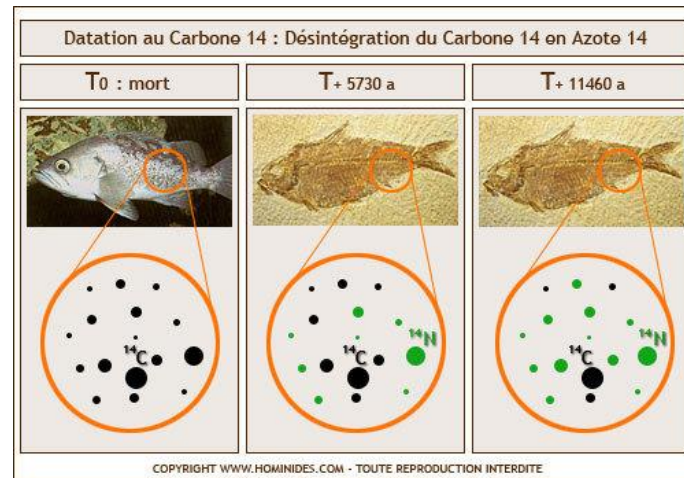 Datation au Carbone 14 : Désintégration du Carbone 14 en Azote 14
T0 : mort
T+ 5730 a
T+ 11460 a
14C
14C
14N
14C
14N
COPYRIGHT WWW.HOMINIDES.COM - TOUTE REPRODUCTION INTERDITE